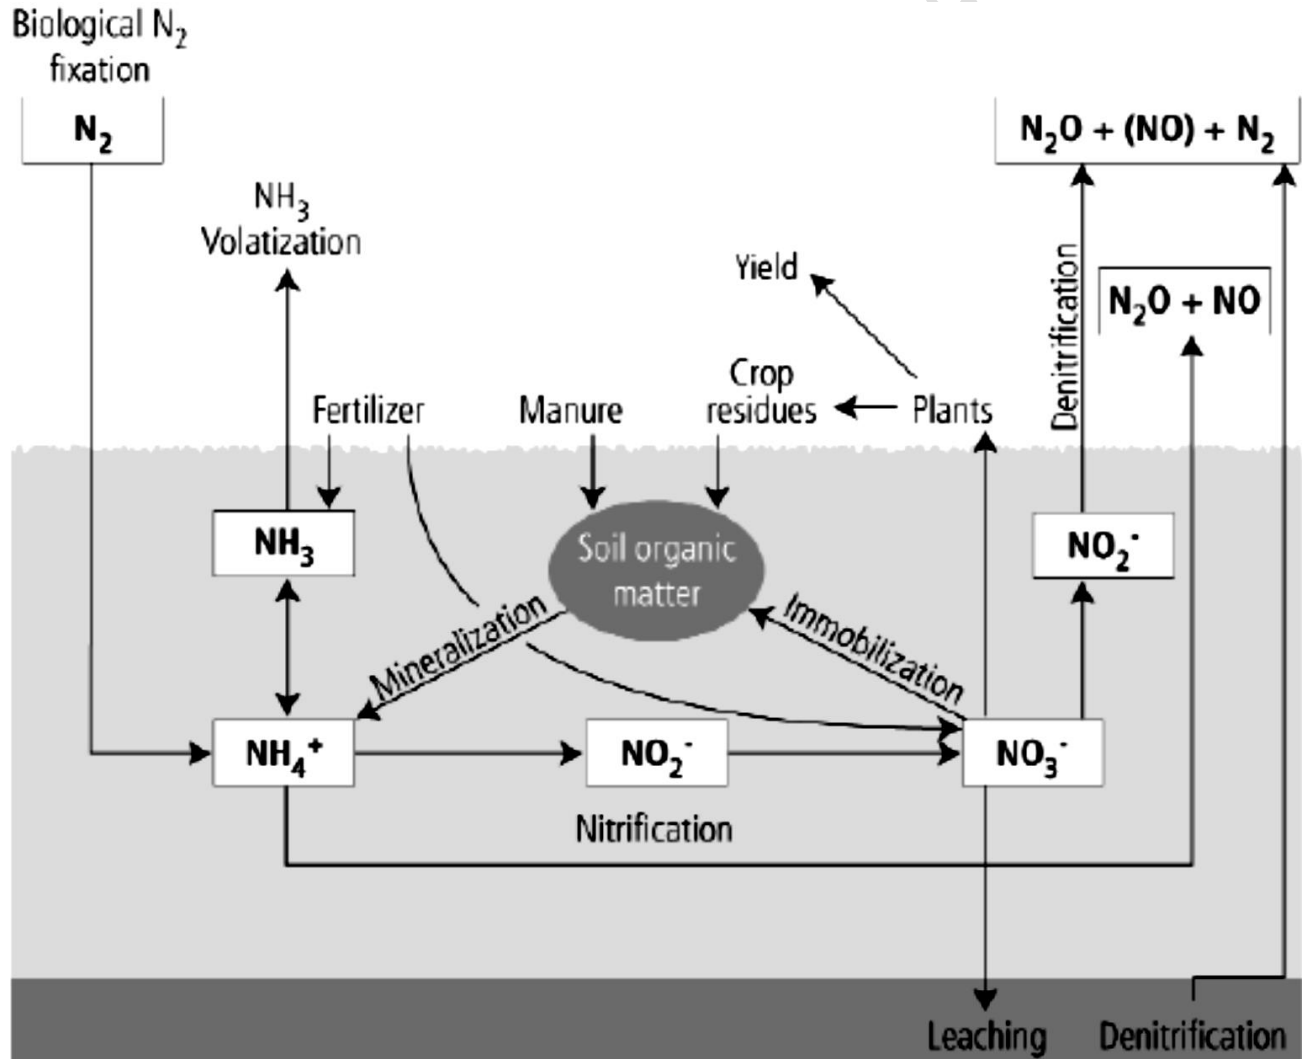 Biological N₂
fixation
N₂
N₂O + (NO) + N₂
NH₃
Volatization
Yield
Denitrification
N₂O + NO
Crop
residues
Fertilizer
Manure
Plants
NH₃
Soil organic
matter
NO₂⁻
Mineralization
Immobilization
NH₄⁺
NO₂⁻
NO₃⁻
Nitrification
Leaching
Denitrification